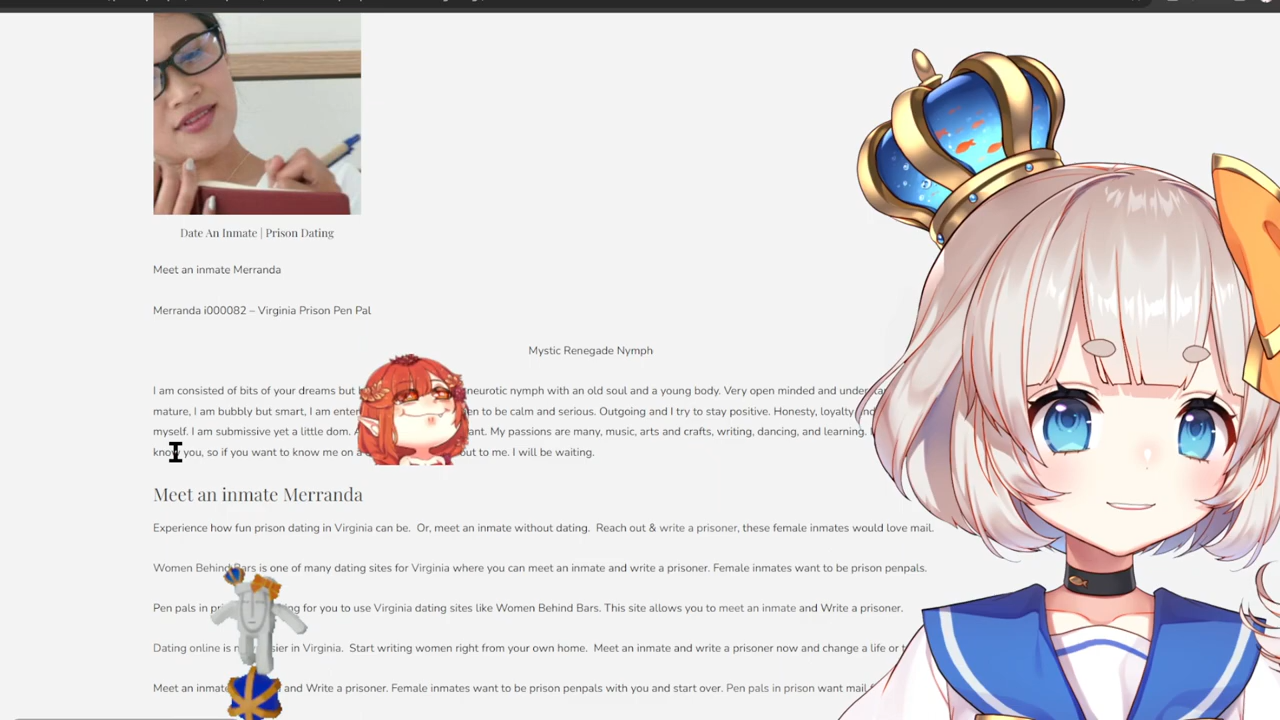 Date An Inmate | Prison Dating
Meet an inmate Merranda
Merranda i000082 – Virginia Prison Pen Pal
Mystic Renegade Nymph
I am consisted of bits of your dreams but neurotic nymph with an old soul and a young body. Very open minded and
mature, I am bubbly but smart, I am to be calm and serious. Outgoing and I try to stay positive. Honesty, loyalty
myself. I am submissive yet a little dom. My passions are many, music, arts and crafts, writing, dancing, and learning.
know you, so if you want to know me on a out to me. I will be waiting.
Meet an inmate Merranda
Experience how fun prison dating in Virginia can be. Or, meet an inmate without dating. Reach out & write a prisoner, these female inmates would love mail.
Women Behind Bars is one of many dating sites for Virginia where you can meet an inmate and write a prisoner. Female inmates want to be prison penpals.
Pen pals in for you to use Virginia dating sites like Women Behind Bars. This site allows you to meet an inmate and Write a prisoner.
Dating online is in Virginia. Start writing women right from your own home. Meet an inmate and write a prisoner now and change a life or
Meet an inmate and Write a prisoner. Female inmates want to be prison penpals with you and start over. Pen pals in prison want mail